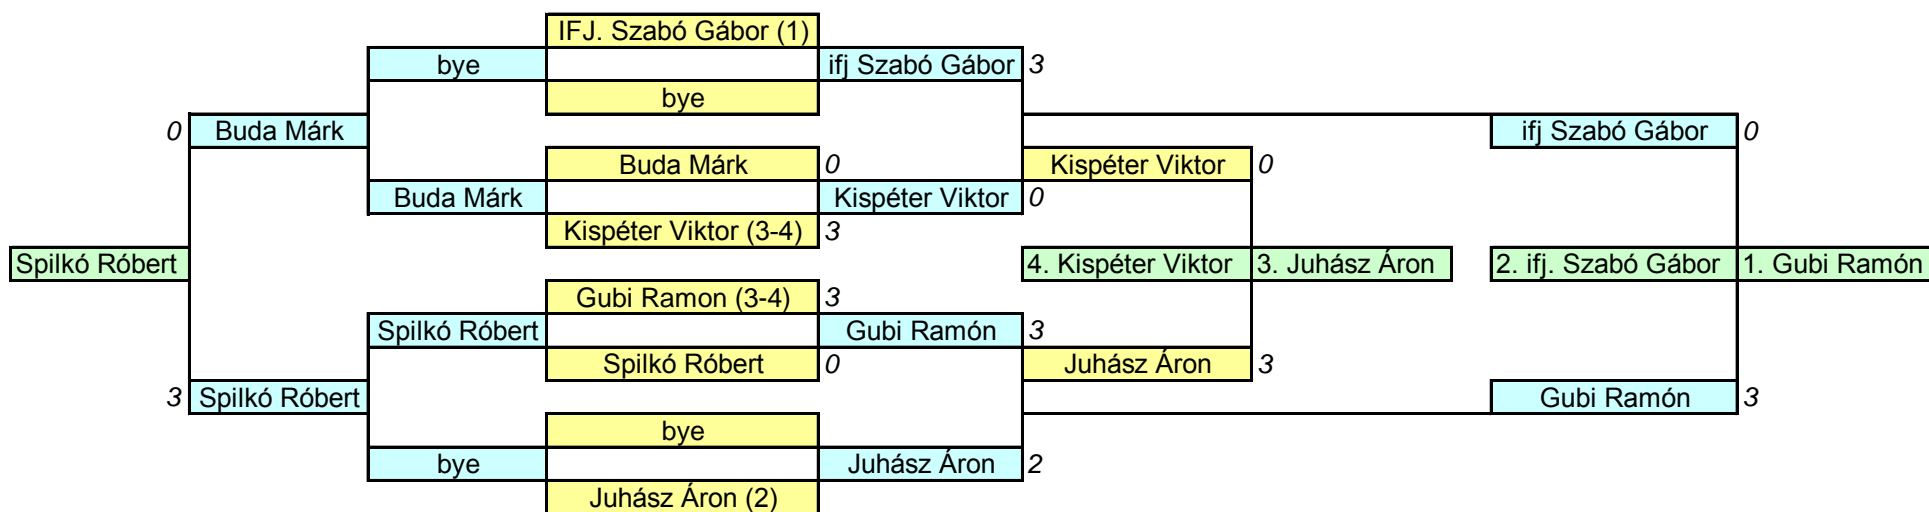 IFJ. Szabó Gábor (1)
bye ifj Szabó Gábor 3
bye
0 Buda Márk ifj Szabó Gábor 0
Buda Márk 0 Kispéter Viktor 0
Buda Márk Kispéter Viktor 0
Kispéter Viktor (3-4) 3
Spilkó Róbert 4. Kispéter Viktor 3. Juhász Áron 2. ifj. Szabó Gábor 1. Gubi Ramón
Gubi Ramon (3-4) 3
Spilkó Róbert Gubi Ramón 3
Spilkó Róbert 0 Juhász Áron 3
3 Spilkó Róbert Gubi Ramón 3
bye
bye Juhász Áron 2
Juhász Áron (2)